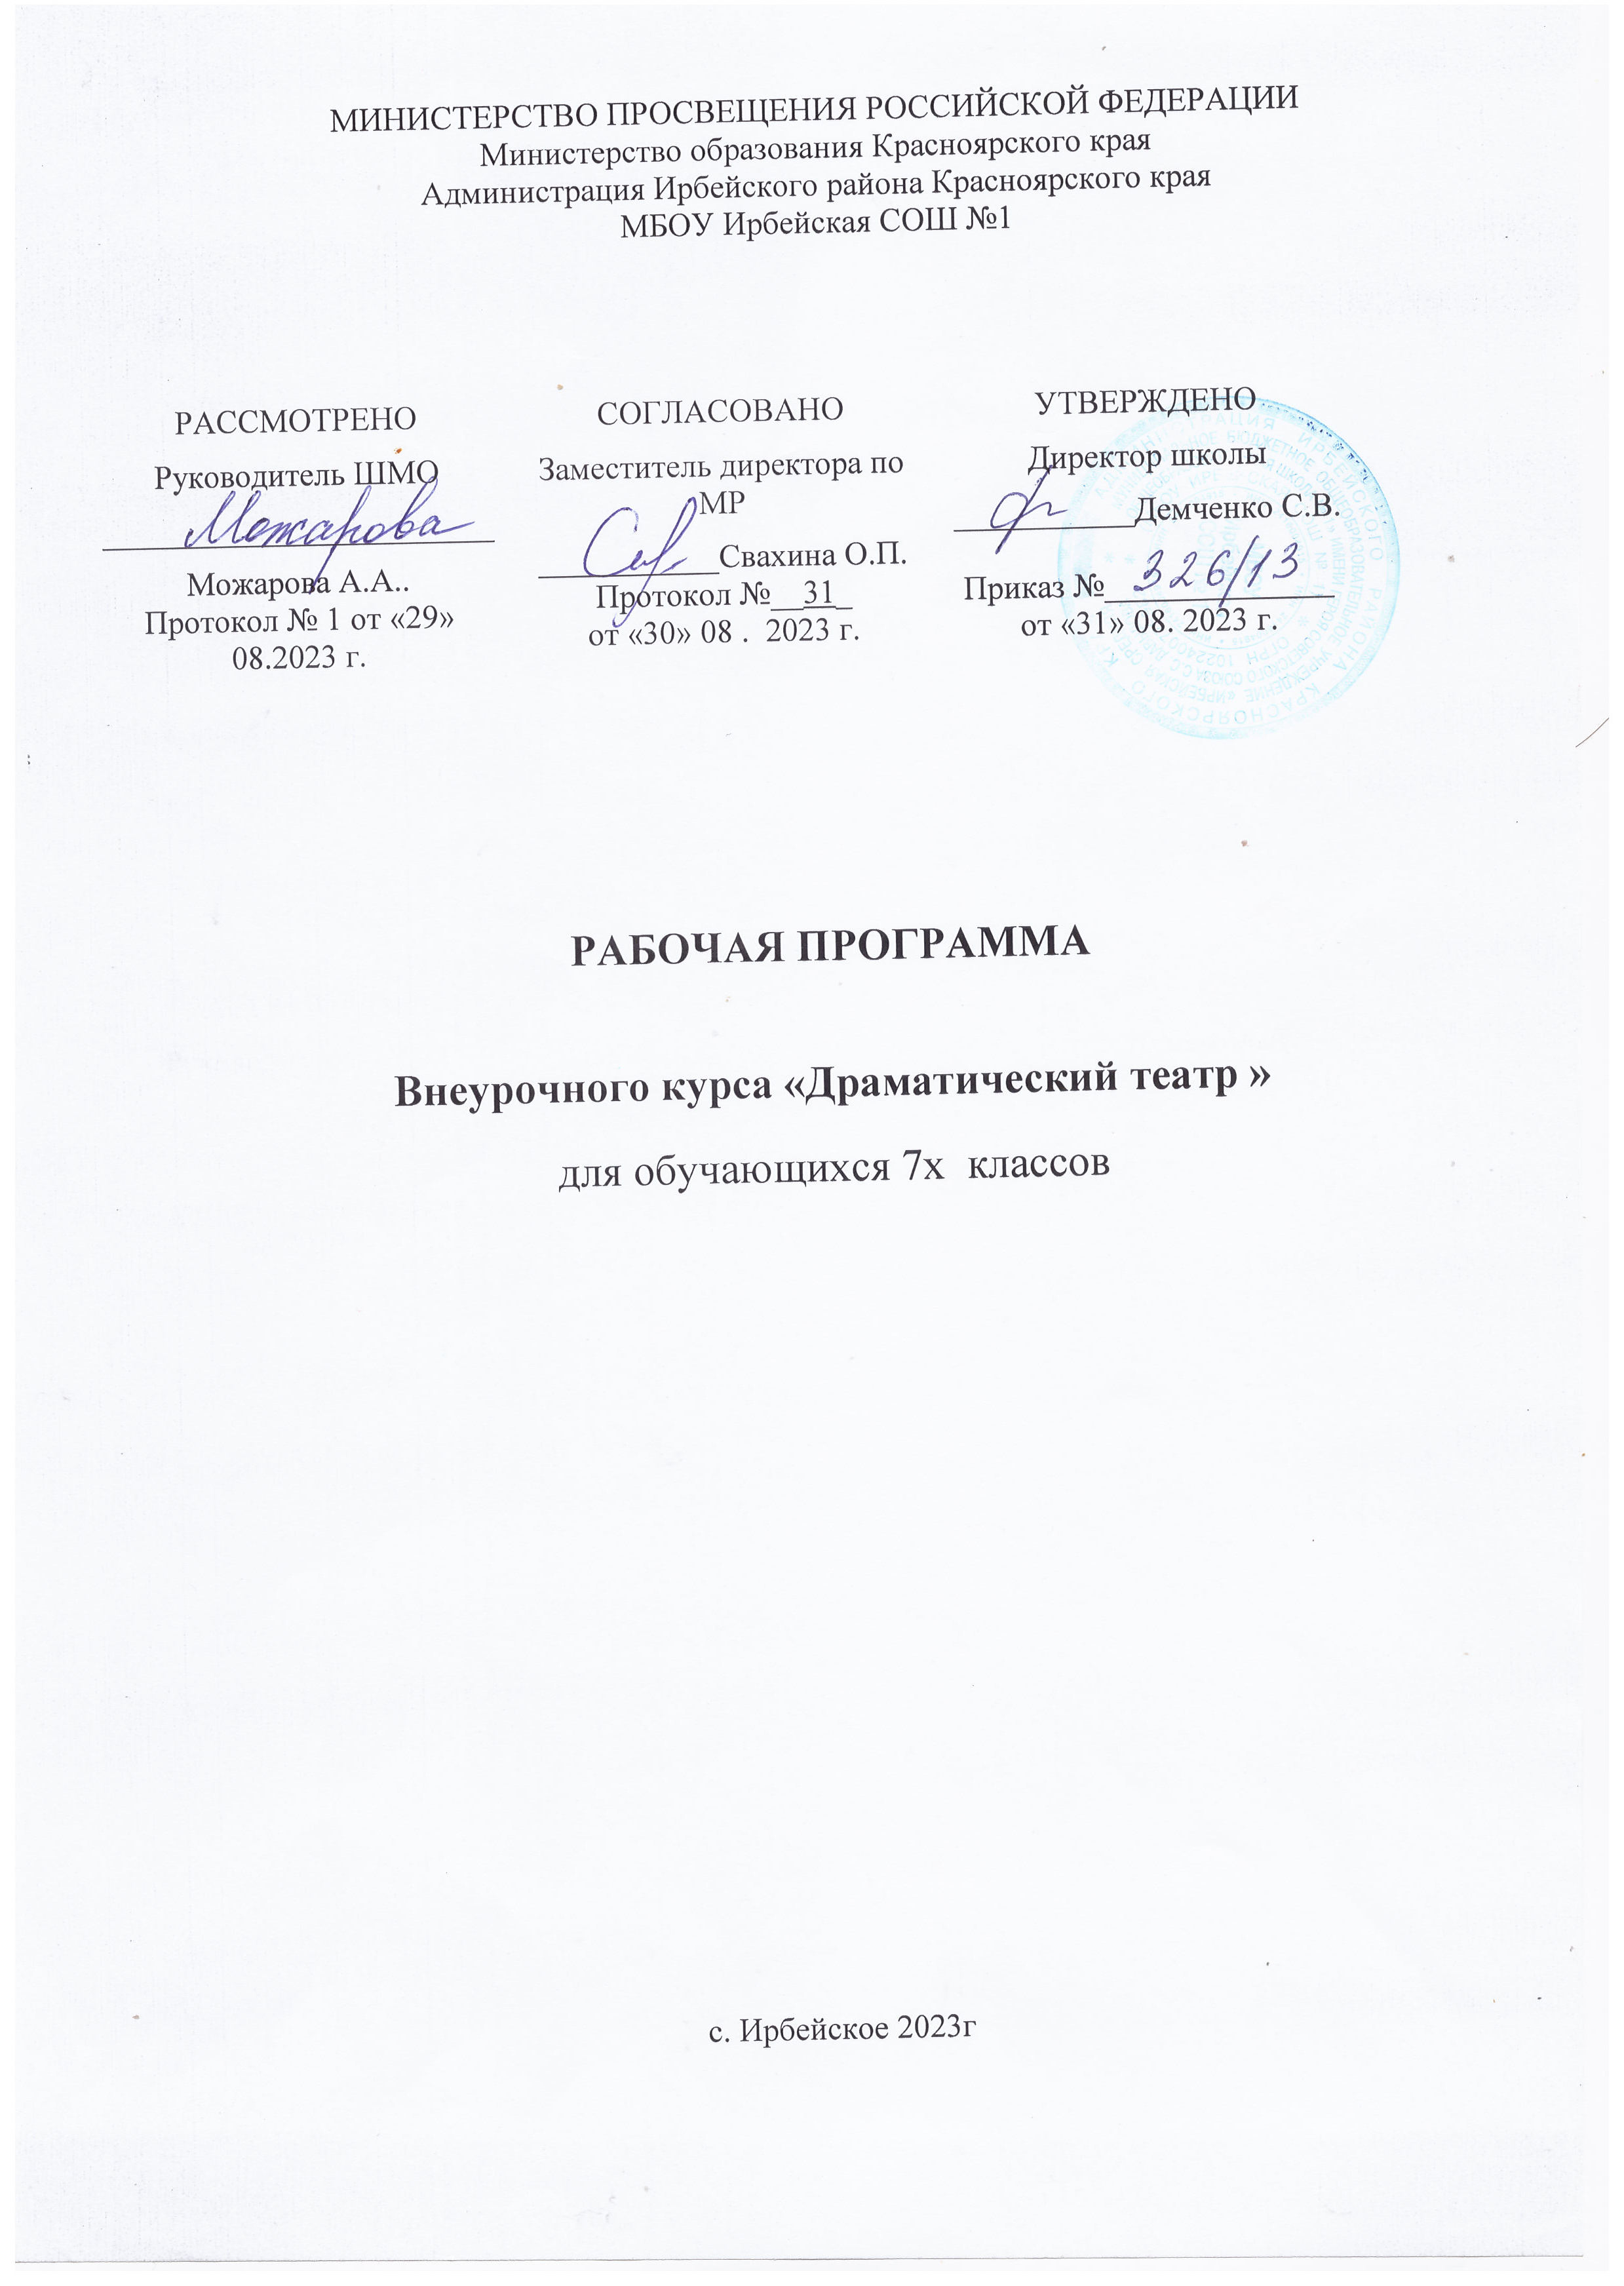 МИНИСТЕРСТВО ПРОСВЕЩЕНИЯ РОССИЙСКОЙ ФЕДЕРАЦИИ
Министерство образования Красноярского края
Администрация Ирбейского района Красноярского края
МБОУ Ирбейская СОШ №1
РАССМОТРЕНО
Руководитель ШМО
Можарова
Можарова А.А..
Протокол № 1 от «29»
08.2023 г.
СОГЛАСОВАНО
Заместитель директора по
МР
Свахина О.П.
Протокол №__31_
от «30» 08 . 2023 г.
УТВЕРЖДЕНО
Директор школы
Демченко С.В.
Приказ № 326/13
от «31» 08. 2023 г.
РАБОЧАЯ ПРОГРАММА
Внеурочного курса «Драматический театр »
для обучающихся 7х классов
с. Ирбейское 2023г